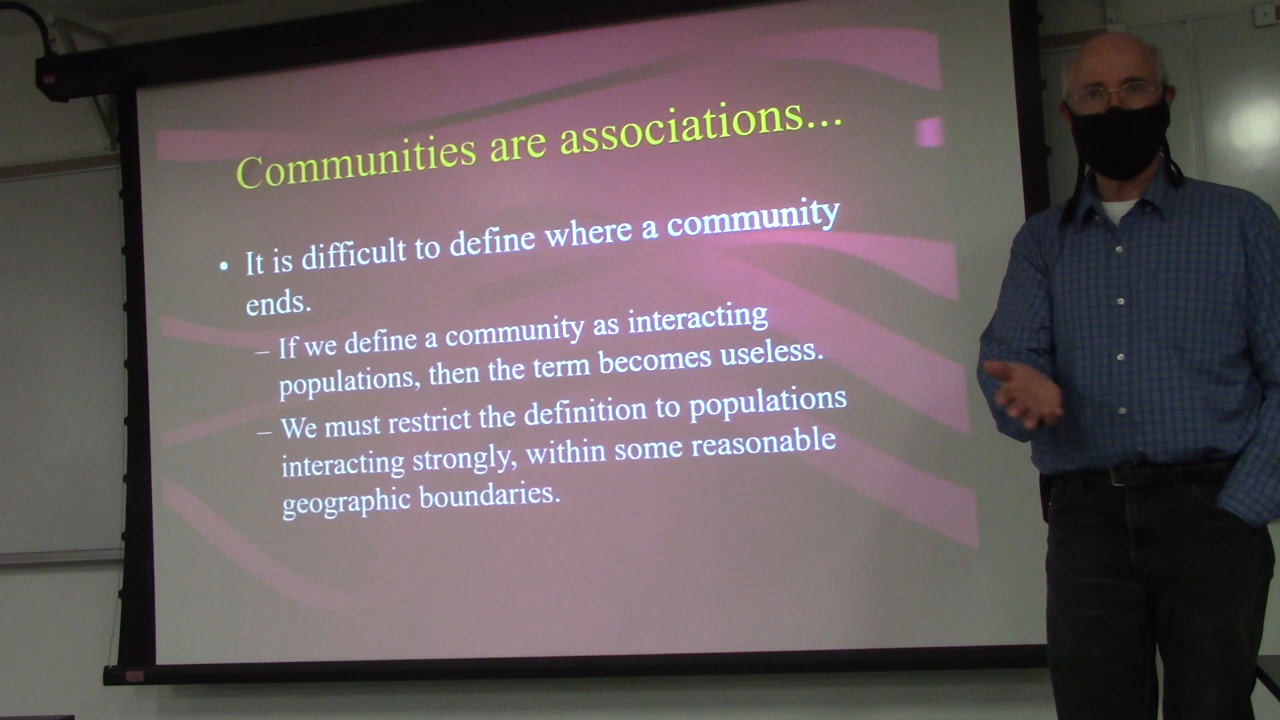 Communities are associations...
• It is difficult to define where a community
ends.
– If we define a community as interacting
populations, then the term becomes useless.
– We must restrict the definition to populations
interacting strongly, within some reasonable
geographic boundaries.